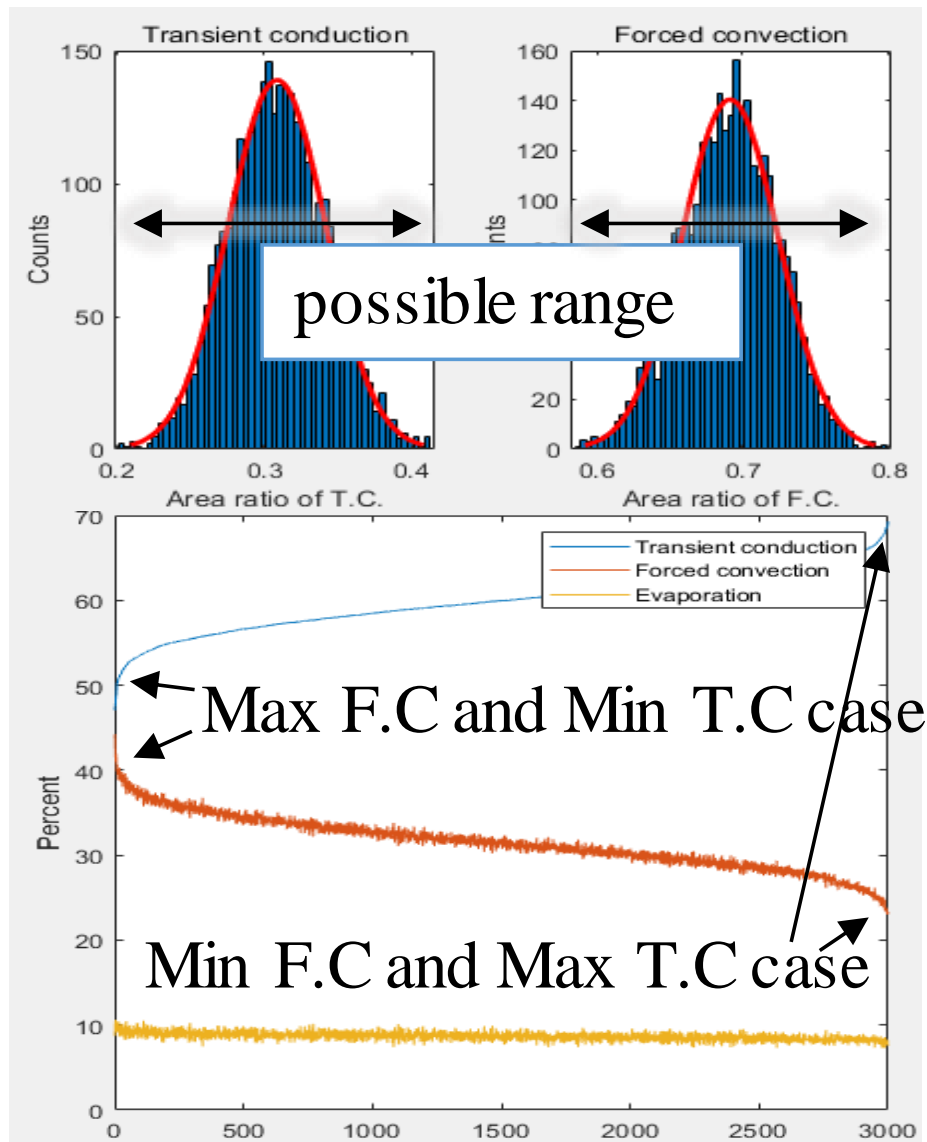 Transient conduction
150
100
50
0
Counts
0.2 0.3 0.4
Area ratio of T.C.
Forced convection
160
140
120
100
20
0
nts
0.6 0.7 0.8
Area ratio of F.C.
possible range
70
60
50
40
30
20
10
0
Percent
Transient conduction
Forced convection
Evaporation
Max F.C and Min T.C case
Min F.C and Max T.C case
0 500 1000 1500 2000 2500 3000